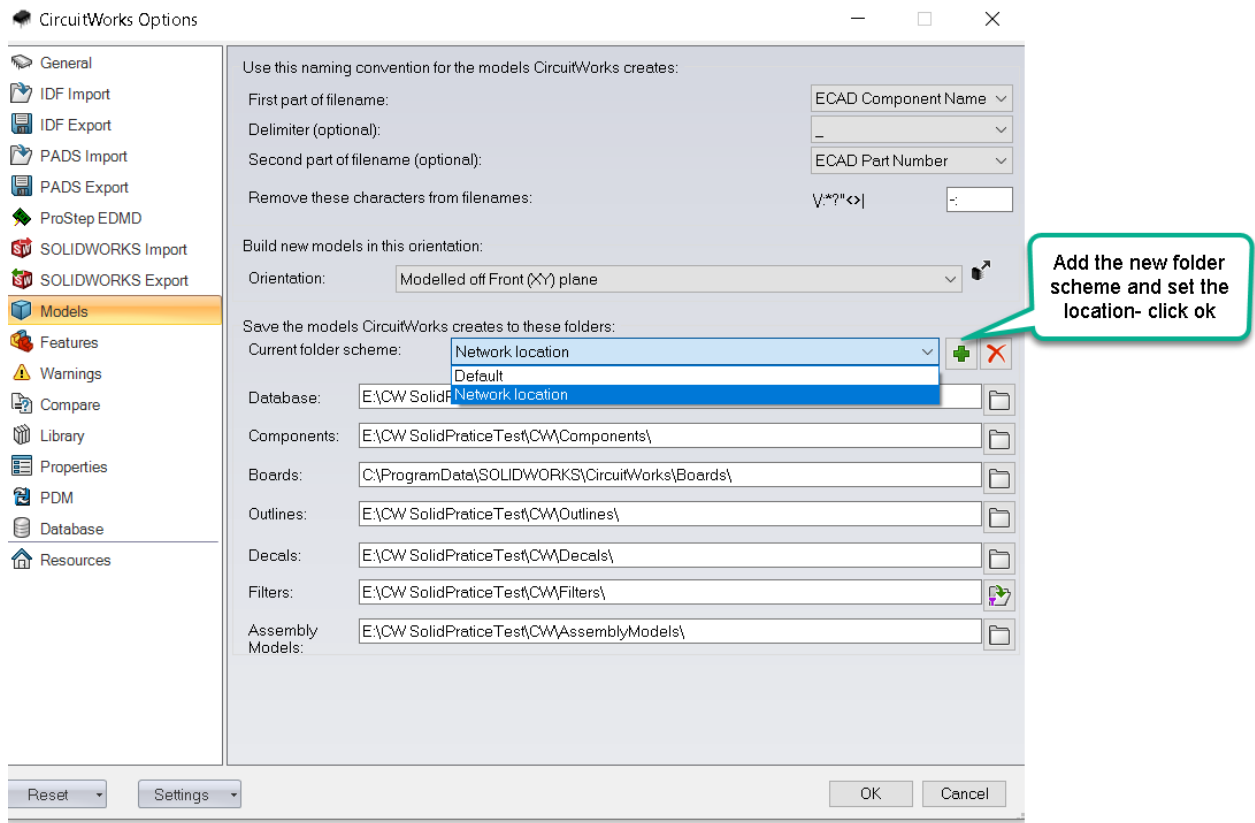 CircuitWorks Options
General
IDF Import
IDF Export
PADS Import
PADS Export
ProStep EDMD
SOLIDWORKS Import
SOLIDWORKS Export
Models
Features
Warnings
Compare
Library
Properties
PDM
Database
Resources
Use this naming convention for the models CircuitWorks creates:
First part of filename: ECAD Component Name
Delimiter (optional): _
Second part of filename (optional): ECAD Part Number
Remove these characters from filenames: \/:*?"<>| -:
Build new models in this orientation:
Orientation: Modelled off Front (XY) plane
Save the models CircuitWorks creates to these folders:
Current folder scheme: Network location
Default
Network location
Database: E:\CW Solid
Components: E:\CW SolidPraticeTest\CW\Components\
Boards: C:\ProgramData\SOLIDWORKS\CircuitWorks\Boards\
Outlines: E:\CW SolidPraticeTest\CW\Outlines\
Decals: E:\CW SolidPraticeTest\CW\Decals\
Filters: E:\CW SolidPraticeTest\CW\Filters\
Assembly E:\CW SolidPraticeTest\CW\AssemblyModels\
Models:
Add the new folder
scheme and set the
location- click ok
Reset
Settings
OK
Cancel